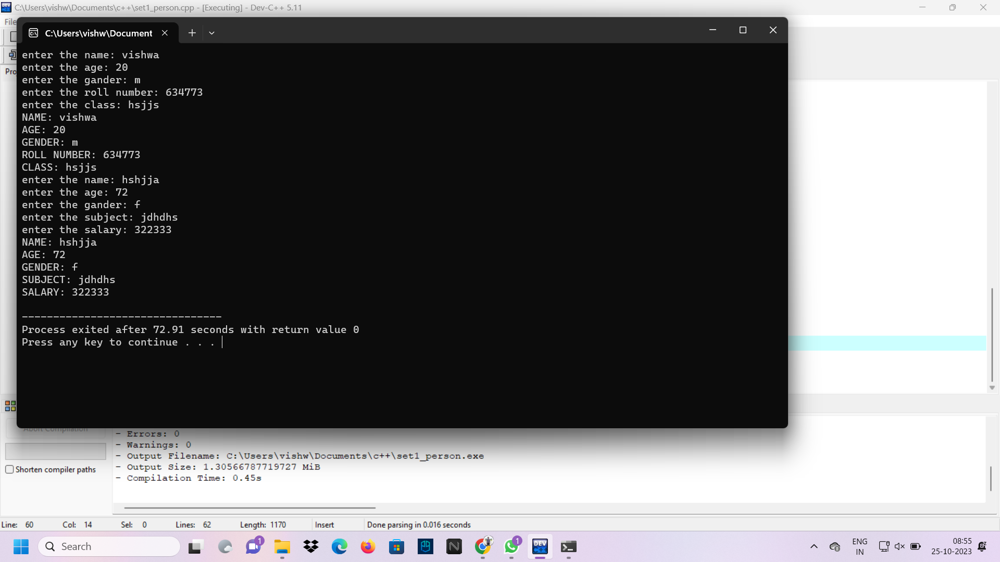 C:\Users\vishw\Documents\c++\set1_person.cpp - [Executing] - Dev-C++ 5.11
File
C:\Users\vishw\Document
enter the name: vishwa
enter the age: 20
enter the gander: m
enter the roll number: 634773
enter the class: hsjjs
NAME: vishwa
AGE: 20
GENDER: m
ROLL NUMBER: 634773
CLASS: hsjjs
enter the name: hshjja
enter the age: 72
enter the gander: f
enter the subject: jdhdhs
enter the salary: 322333
NAME: hshjja
AGE: 72
GENDER: f
SUBJECT: jdhdhs
SALARY: 322333
--------------------------------
Process exited after 72.91 seconds with return value 0
Press any key to continue . . .
Abort Compilation
Shorten compiler paths
- Errors: 0
- Warnings: 0
- Output Filename: C:\Users\vishw\Documents\c++\set1_person.exe
- Output Size: 1.30566787719727 MiB
- Compilation Time: 0.45s
Line: 60 Col: 14 Sel: 0 Lines: 62 Length: 1170 Insert Done parsing in 0.016 seconds
Search
1
1
DEV C++
ENG
IN
08:55
25-10-2023